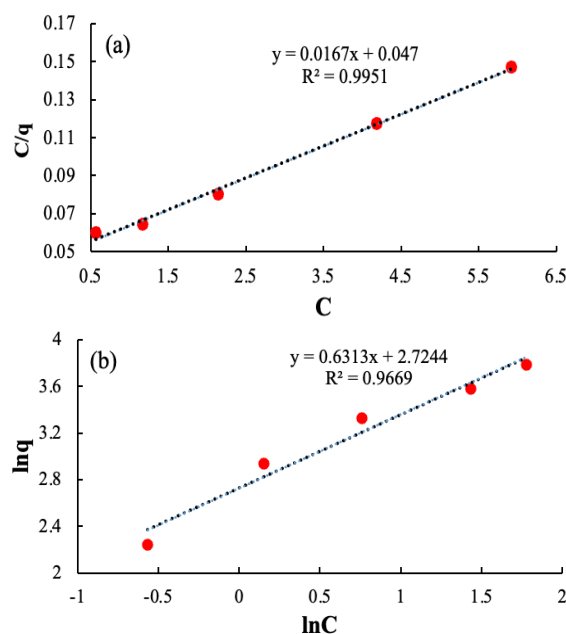 (a)
y = 0.0167x + 0.047
R² = 0.9951
C/q
0.17
0.15
0.13
0.11
0.09
0.07
0.05
0.5 1.5 2.5 3.5 4.5 5.5 6.5
C
(b)
y = 0.6313x + 2.7244
R² = 0.9669
lnq
4
3.6
3.2
2.8
2.4
2
-1 -0.5 0 0.5 1 1.5 2
lnC